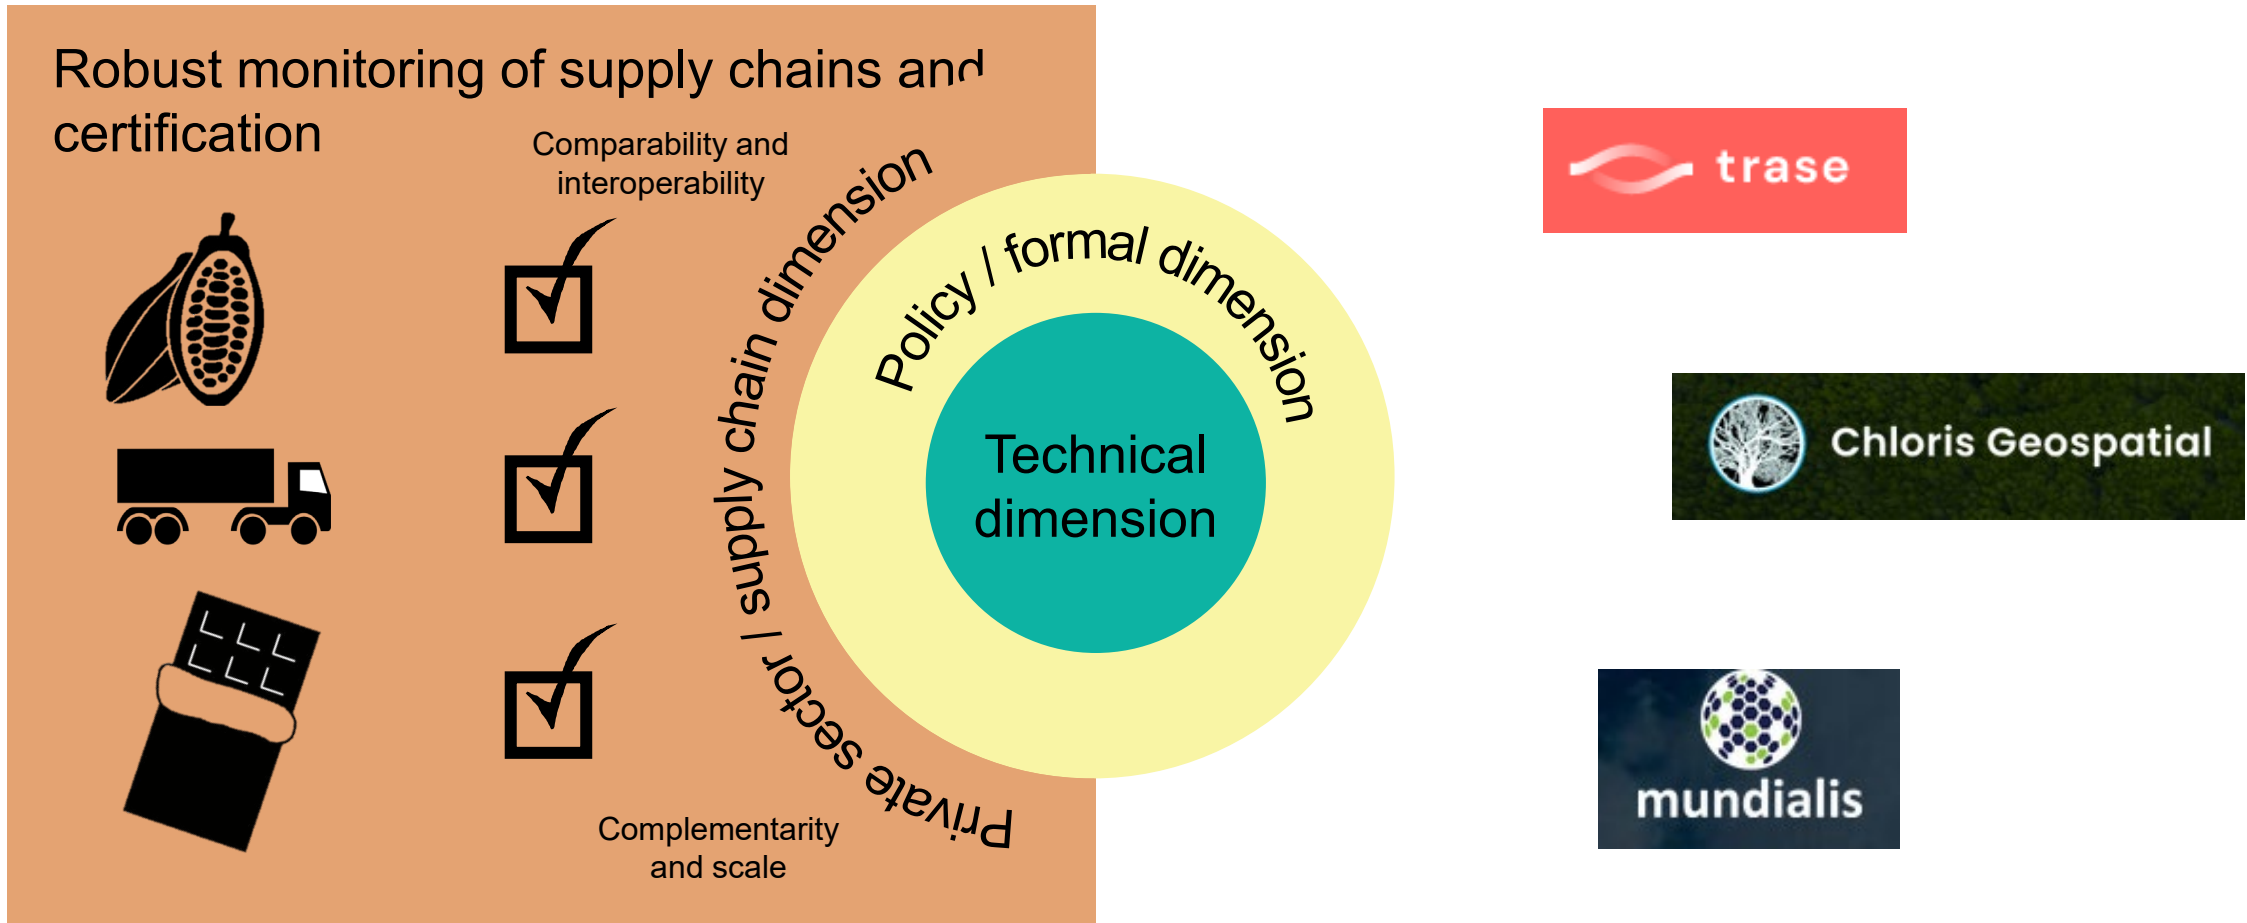 Robust monitoring of supply chains and
certification
Comparability and
interoperability
Private sector / supply chain dimension
Policy / formal dimension
Technical
dimension
Complementarity
and scale
trase
Chloris Geospatial
mundialis